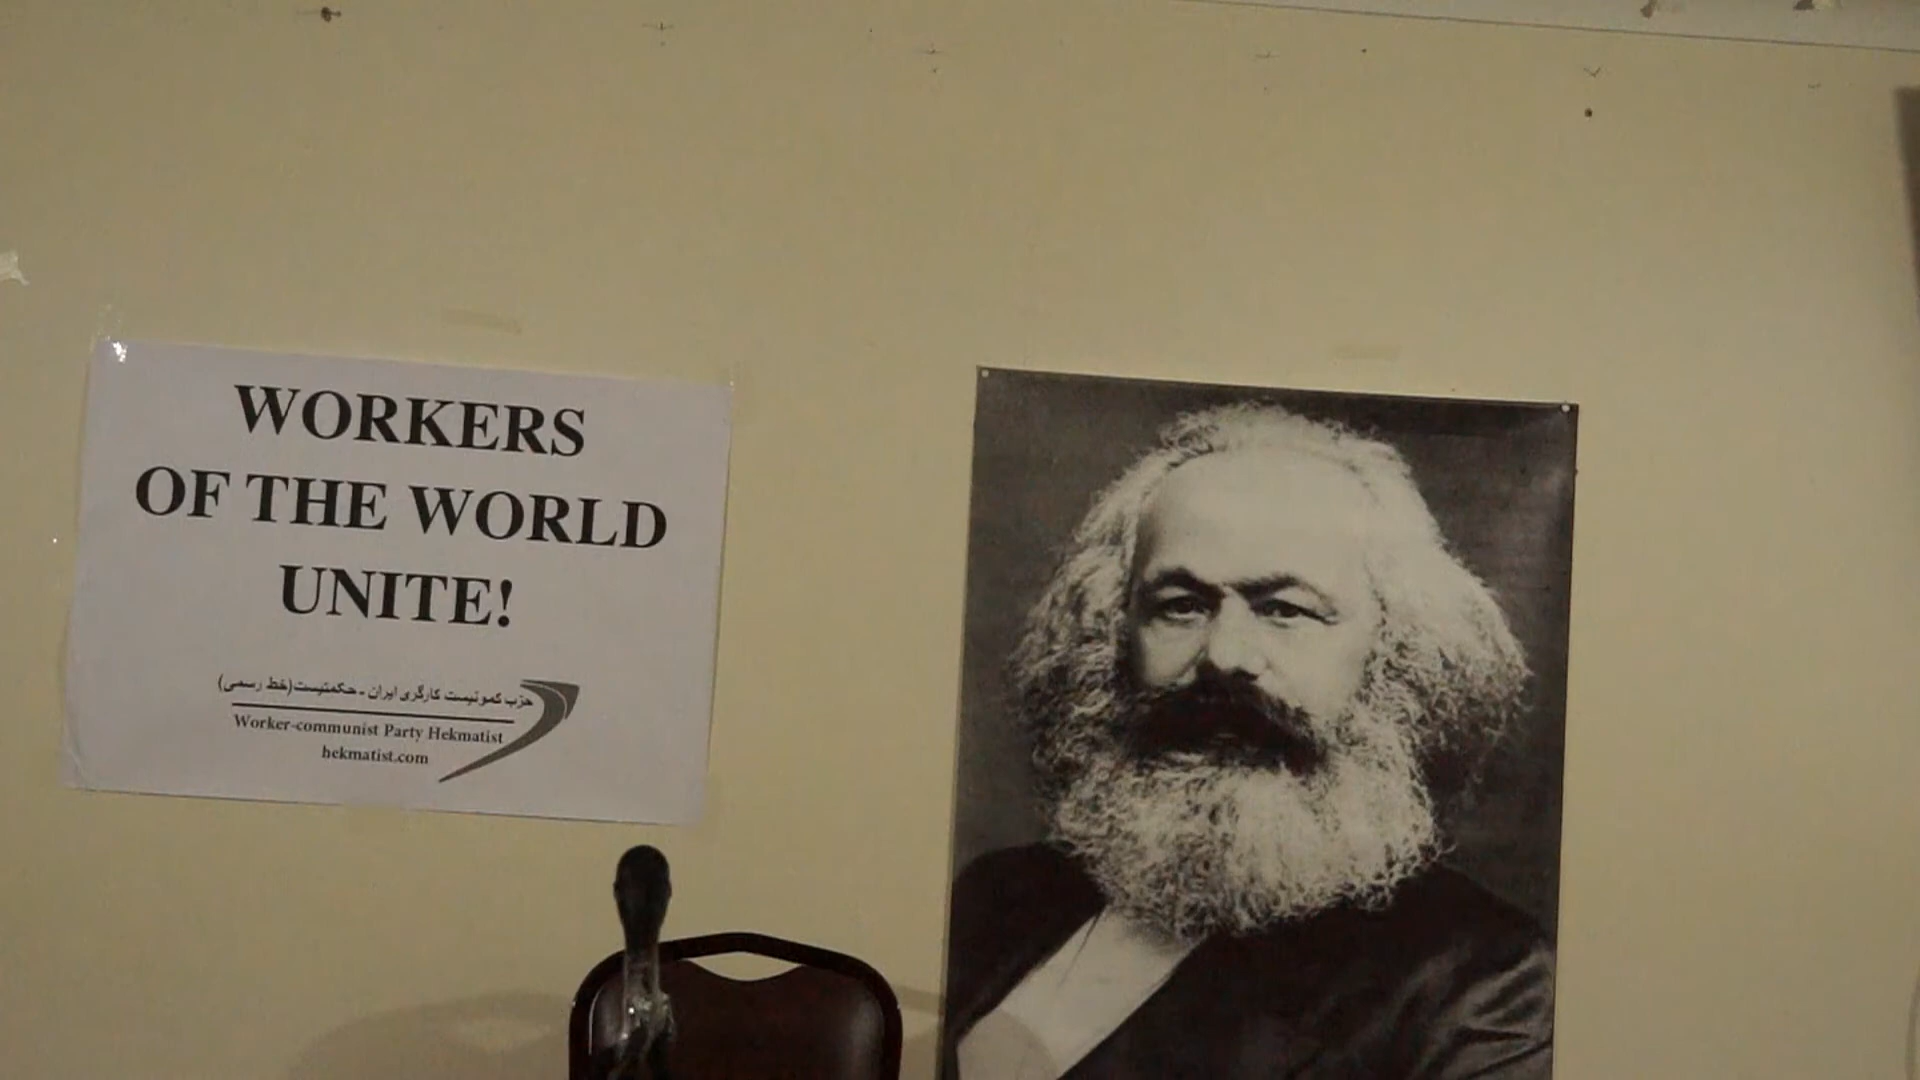 WORKERS
OF THE WORLD
UNITE!
حزب کمونیست کارگری ایران - حکمتیست(خط رسمی)
Worker-communist Party Hekmatist
hekmatist.com